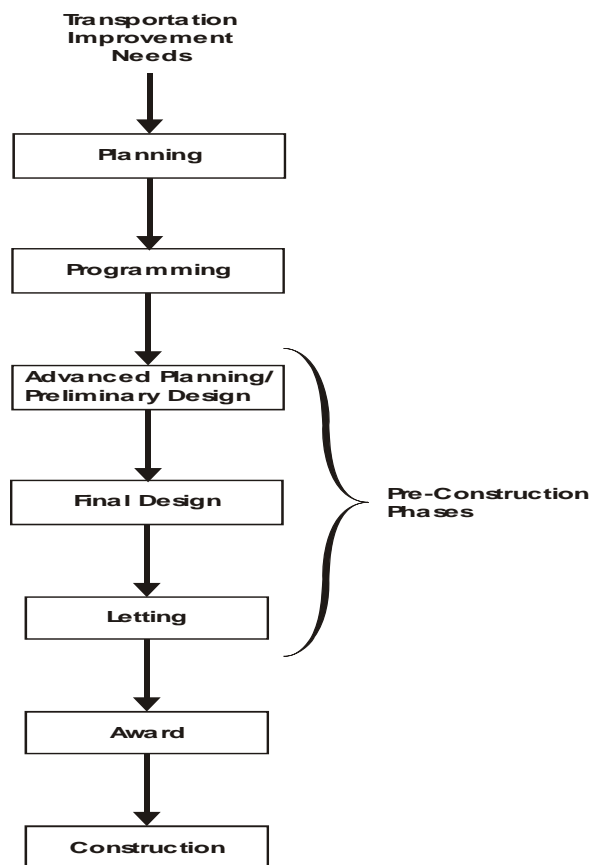 Transportation
Improvement
Needs
Planning
Programming
Advanced Planning/
Preliminary Design
Final Design
Pre-Construction
Phases
Letting
Award
Construction